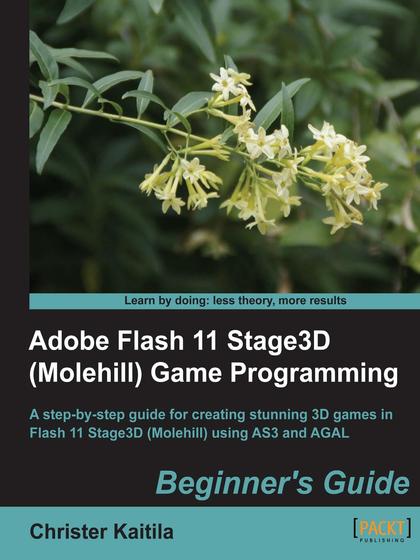 Learn by doing: less theory, more results
Adobe Flash 11 Stage3D
(Molehill) Game Programming
A step-by-step guide for creating stunning 3D games in
Flash 11 Stage3D (Molehill) using AS3 and AGAL
Beginner's Guide
Christer Kaitila
[PACKT]
PUBLISHING